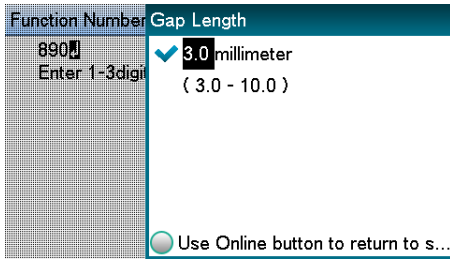 Function Number
Gap Length
890
Enter 1-3digi
3.0 millimeter
( 3.0 - 10.0 )
Use Online button to return to s...